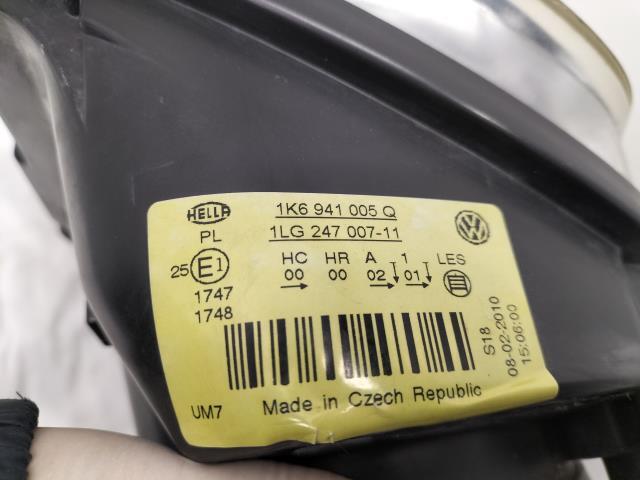 HELLA 1K6 941 005 Q
PL 1LG 247 007-11
HC HR A 1 LES
25 E1 00 00 02 01
1747
1748
UM7 Made in Czech Republic
S18
08-02-2010
15:06:00